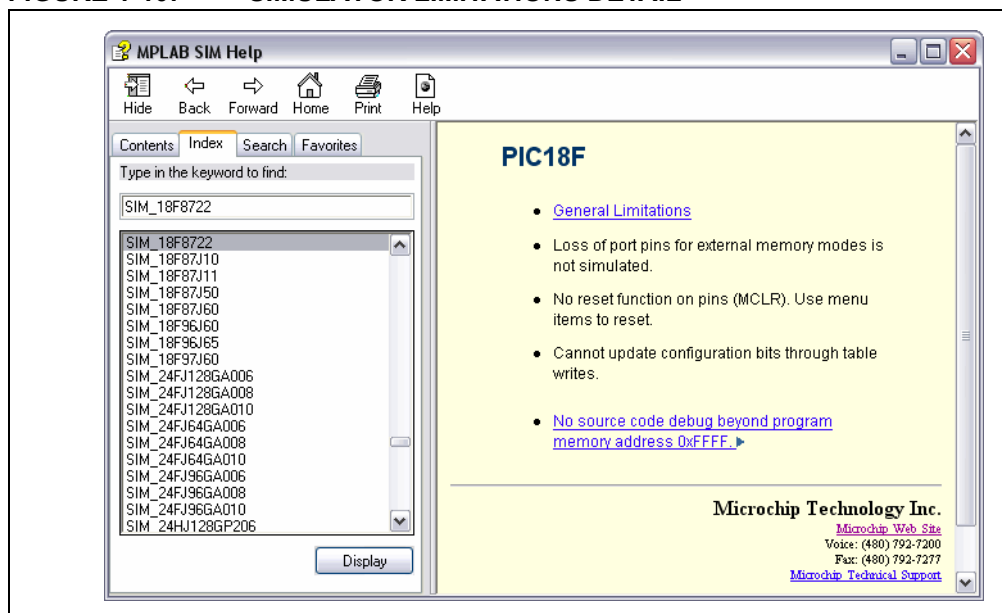 MPLAB SIM Help
Hide Back Forward Home Print Help
Contents Index Search Favorites
Type in the keyword to find:
SIM_18F8722
SIM_18F8722
SIM_18F87J10
SIM_18F87J11
SIM_18F87J50
SIM_18F87J60
SIM_18F96J60
SIM_18F96J65
SIM_18F97J60
SIM_24FJ128GA006
SIM_24FJ128GA008
SIM_24FJ128GA010
SIM_24FJ64GA006
SIM_24FJ64GA008
SIM_24FJ64GA010
SIM_24FJ96GA006
SIM_24FJ96GA008
SIM_24FJ96GA010
SIM_24HJ128GP206
Display
PIC18F
• General Limitations
• Loss of port pins for external memory modes is
not simulated.
• No reset function on pins (MCLR). Use menu
items to reset.
• Cannot update configuration bits through table
writes.
• No source code debug beyond program
memory address 0xFFFF.
Microchip Technology Inc.
Microchip Web Site
Voice: (480) 792-7200
Fax: (480) 792-7277
Microchip Technical Support